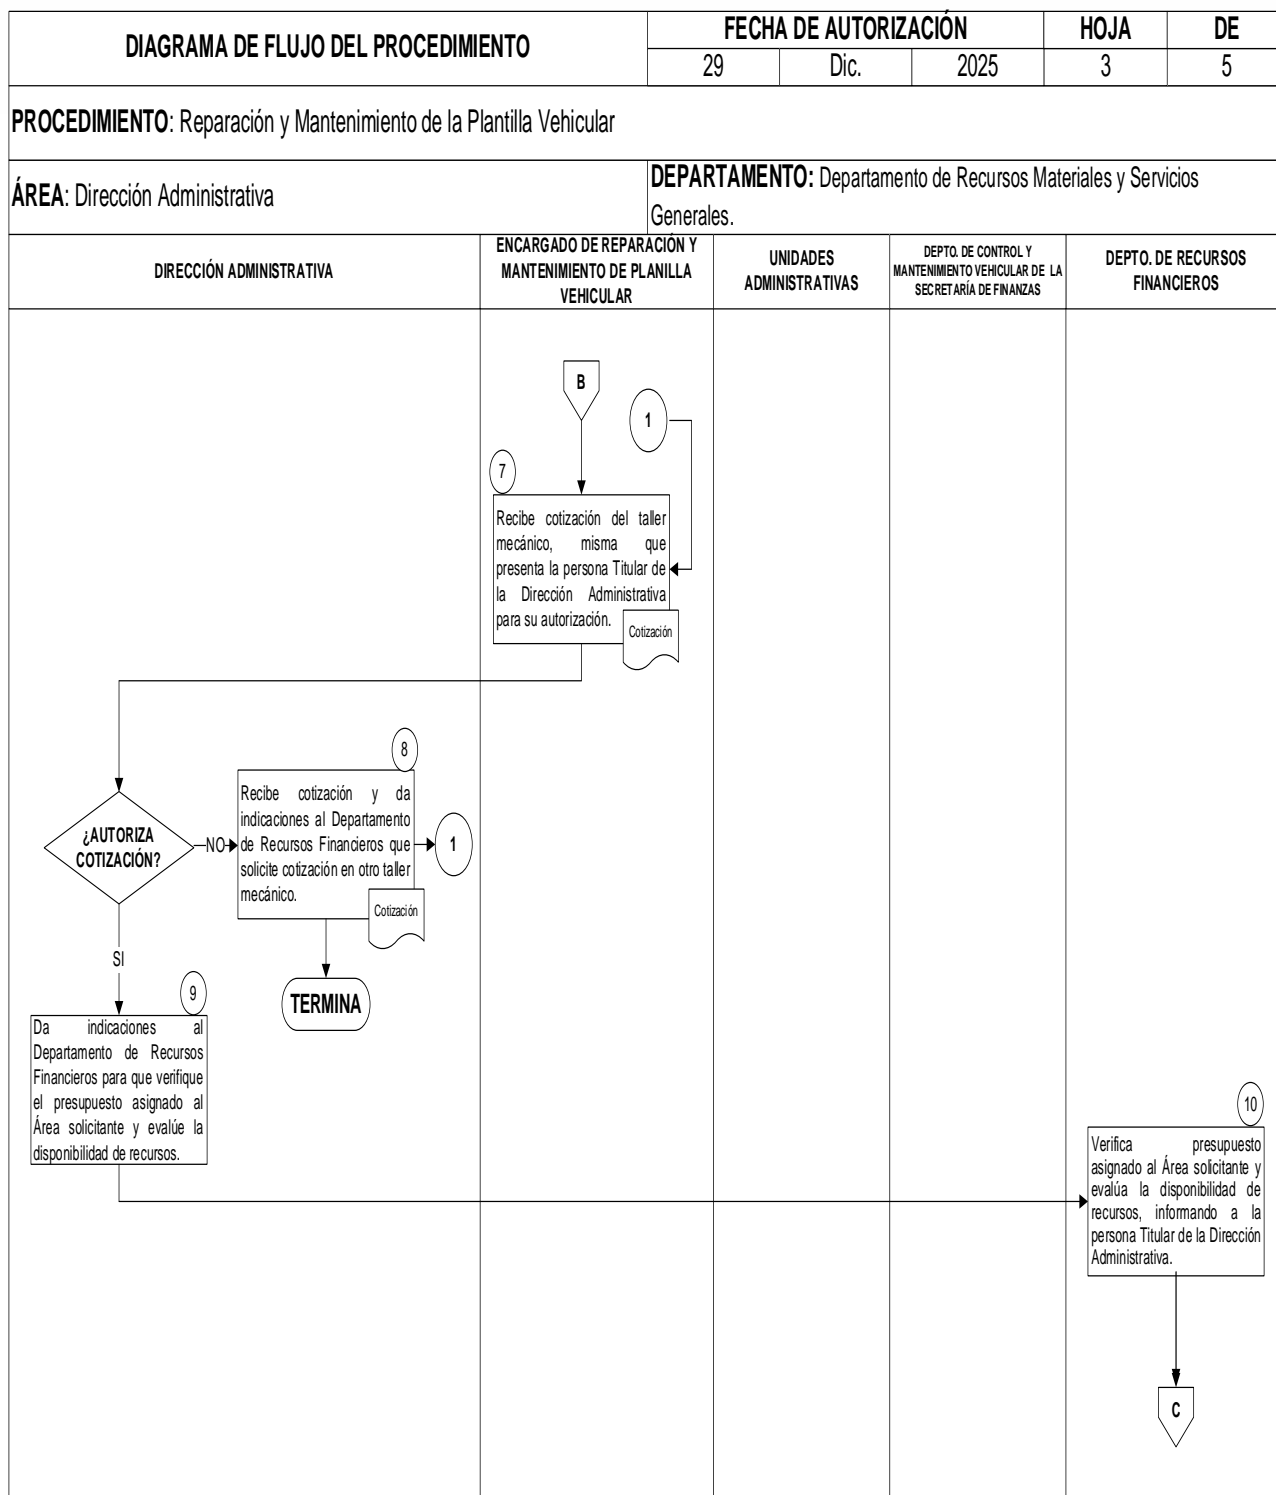 DIAGRAMA DE FLUJO DEL PROCEDIMIENTO
FECHA DE AUTORIZACIÓN
HOJA
DE
29
Dic.
2025
3
5
PROCEDIMIENTO: Reparación y Mantenimiento de la Plantilla Vehicular
ÁREA: Dirección Administrativa
DEPARTAMENTO: Departamento de Recursos Materiales y Servicios
Generales.
DIRECCIÓN ADMINISTRATIVA
ENCARGADO DE REPARACIÓN Y
MANTENIMIENTO DE PLANILLA
VEHICULAR
UNIDADES
ADMINISTRATIVAS
DEPTO. DE CONTROL Y
MANTENIMIENTO VEHICULAR DE LA
SECRETARÍA DE FINANZAS
DEPTO. DE RECURSOS
FINANCIEROS
B
1
7
Recibe cotización del taller
mecánico, misma que
presenta la persona Titular de
la Dirección Administrativa
para su autorización.
Cotización
8
Recibe cotización y da
indicaciones al Departamento
de Recursos Financieros que
solicite cotización en otro taller
mecánico.
Cotización
¿AUTORIZA
COTIZACIÓN?
NO
1
SI
TERMINA
9
Da indicaciones al
Departamento de Recursos
Financieros para que verifique
el presupuesto asignado al
Área solicitante y evalúe la
disponibilidad de recursos.
10
Verifica presupuesto
asignado al Área solicitante y
evalúa la disponibilidad de
recursos, informando a la
persona Titular de la Dirección
Administrativa.
C